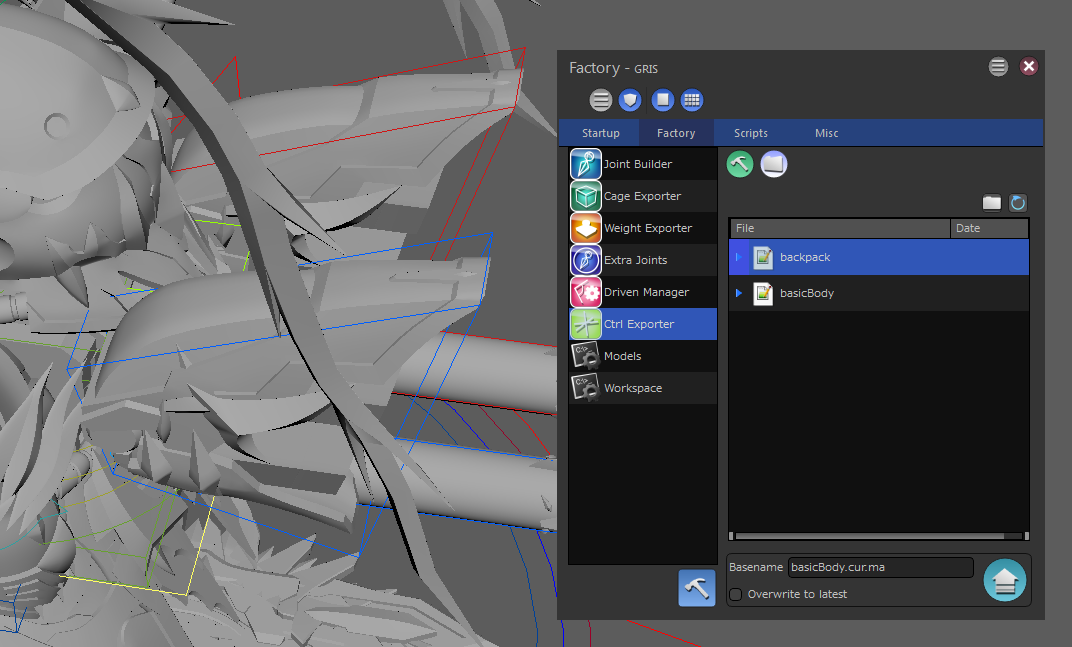 Factory - GRIS
Startup Factory Scripts Misc
Joint Builder
Cage Exporter
Weight Exporter
Extra Joints
Driven Manager
Ctrl Exporter
Models
Workspace
File Date
backpack
basicBody
Basename basicBody.cur.ma
Overwrite to latest